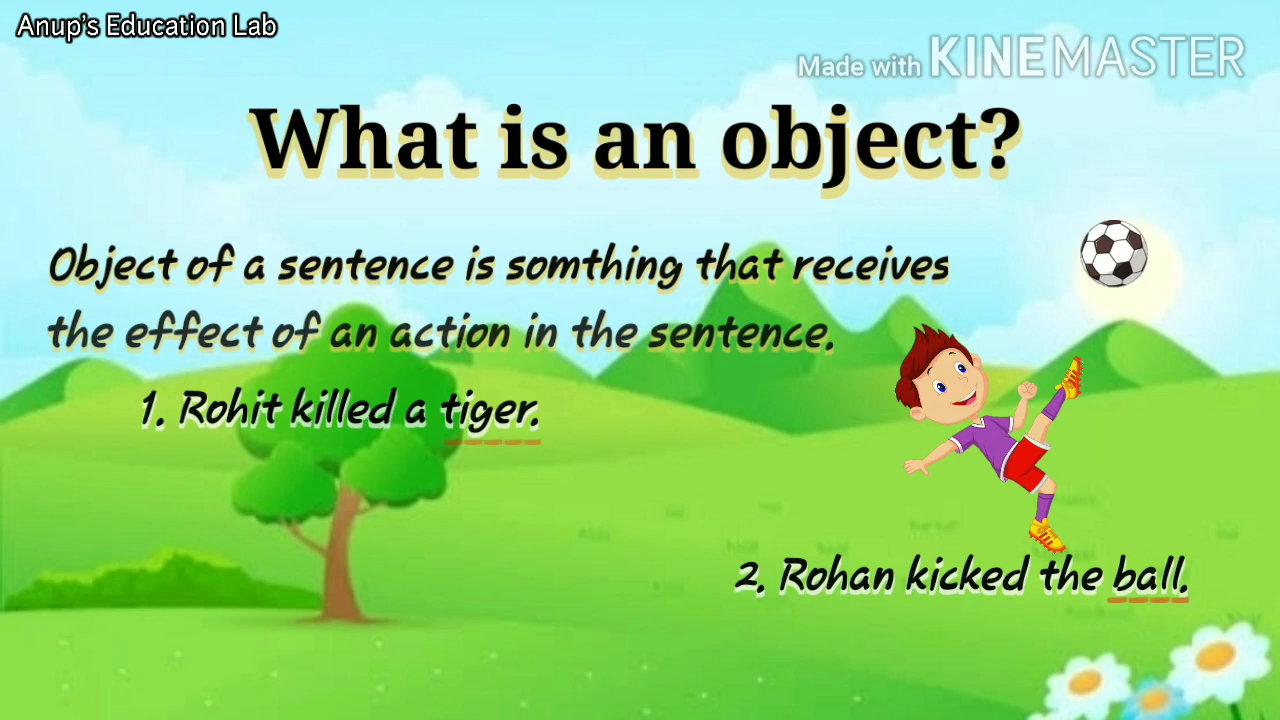 Anup's Education Lab
Made with KINEMASTER
What is an object?
Object of a sentence is somthing that receives
the effect of an action in the sentence.
1. Rohit killed a tiger.
2. Rohan kicked the ball.